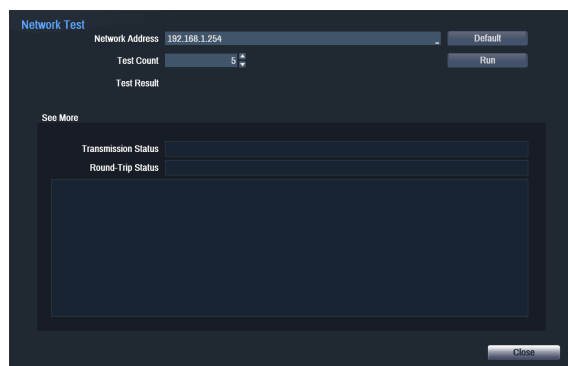 Network Test
Network Address 192.168.1.254 Default
Test Count 5 Run
Test Result
See More
Transmission Status
Round-Trip Status
Close